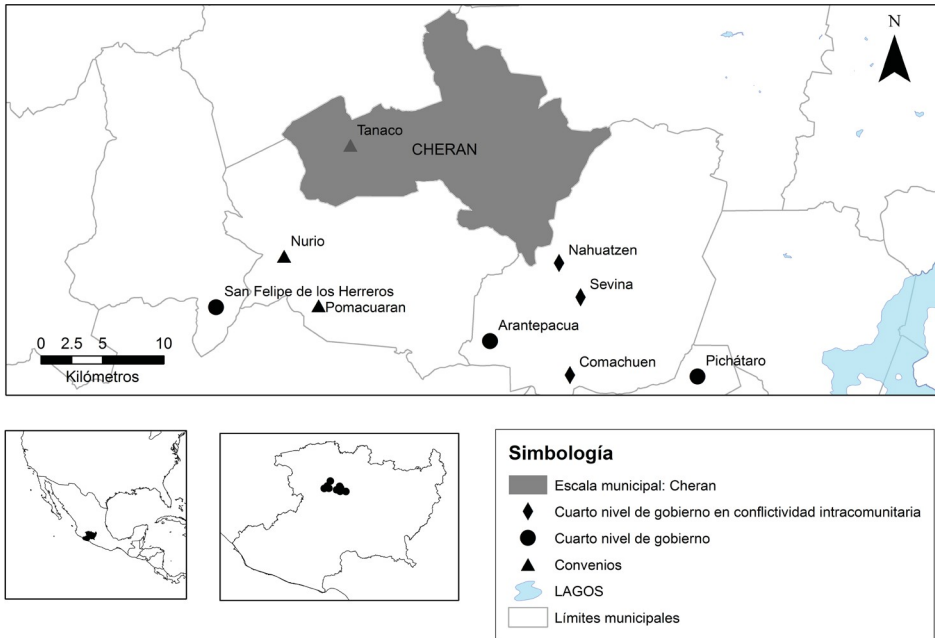 N
Tanaco
CHERAN
Nurio
Nahuatzen
Sevina
San Felipe de los Herreros
Pomacuaran
Arantepacua
0 2.5 5 10
Kilómetros
Comachuen
Pichátaro
Simbología
Escala municipal: Cheran
Cuarto nivel de gobierno en conflictividad intracomunitaria
Cuarto nivel de gobierno
Convenios
LAGOS
Límites municipales